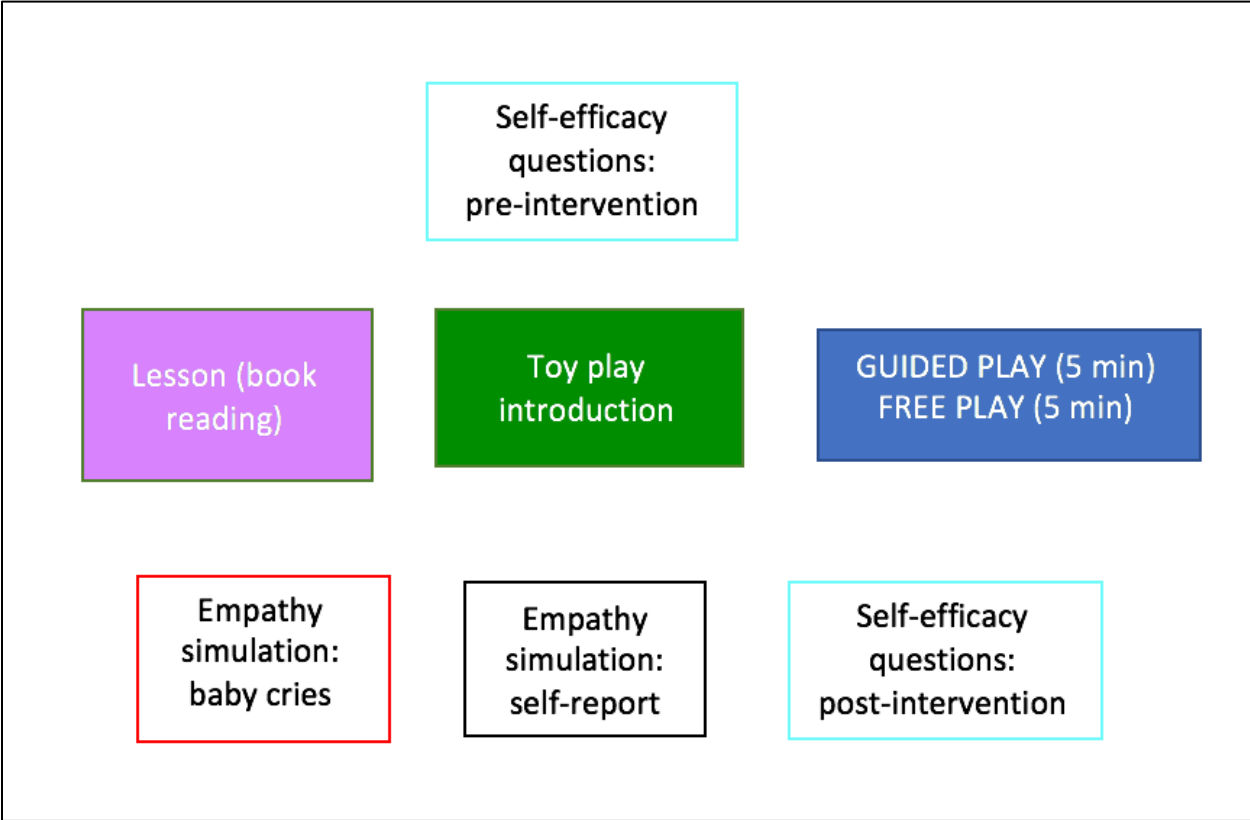 Self-efficacy
questions:
pre-intervention
Lesson (book
reading)
Toy play
introduction
GUIDED PLAY (5 min)
FREE PLAY (5 min)
Empathy
simulation:
baby cries
Empathy
simulation:
self-report
Self-efficacy
questions:
post-intervention